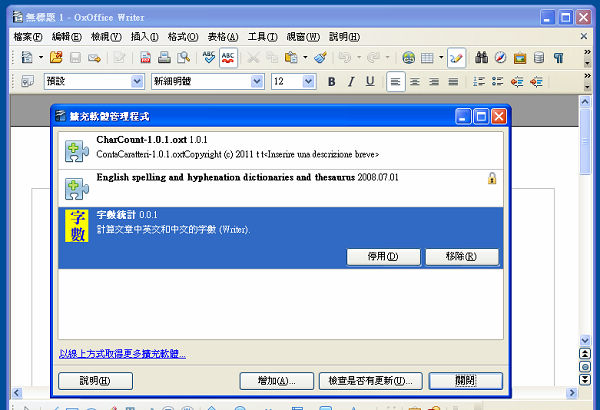 無標題 1 - OxOffice Writer
檔案(F) 編輯(E) 檢視(V) 插入(I) 格式(O) 表格(A) 工具(T) 視窗(W) 說明(H)
預設 新細明體 12 B I U
擴充軟體管理程式
CharCount-1.0.1.oxt 1.0.1
ContaCaratteri-1.0.1.oxtCopyright (c) 2011 t t<Inserire una descrizione breve>
English spelling and hyphenation dictionaries and thesaurus 2008.07.01
字數
字數統計 0.0.1
計算文章中英文和中文的字數 (Writer).
停用(D) 移除(R)
以線上方式取得更多擴充軟體...
說明(H) 增加(A)... 檢查是否有更新(U)... 關閉